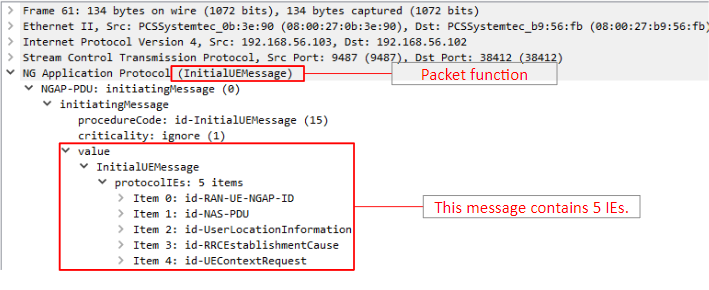 Frame 61: 134 bytes on wire (1072 bits), 134 bytes captured (1072 bits)
Ethernet II, Src: PCSSystemtec_0b:3e:90 (08:00:27:0b:3e:90), Dst: PCSSystemtec_b9:56:fb (08:00:27:b9:56:fb)
Internet Protocol Version 4, Src: 192.168.56.103, Dst: 192.168.56.102
Stream Control Transmission Protocol, Src Port: 9487 (9487), Dst Port: 38412 (38412)
NG Application Protocol (InitialUEMessage)
Packet function
NGAP-PDU: initiatingMessage (0)
initiatingMessage
procedureCode: id-InitialUEMessage (15)
criticality: ignore (1)
value
InitialUEMessage
protocolIEs: 5 items
Item 0: id-RAN-UE-NGAP-ID
Item 1: id-NAS-PDU
This message contains 5 IEs.
Item 2: id-UserLocationInformation
Item 3: id-RRCEstablishmentCause
Item 4: id-UEContextRequest